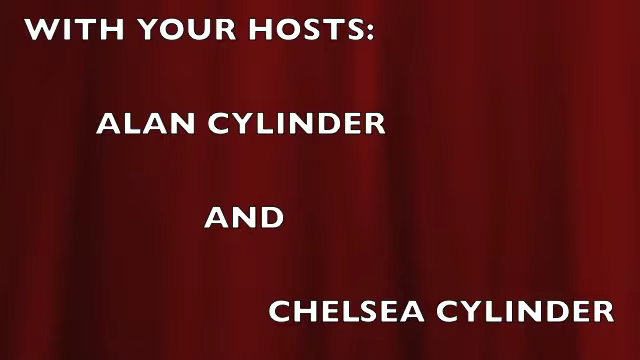 WITH YOUR HOSTS:
ALAN CYLINDER
AND
CHELSEA CYLINDER